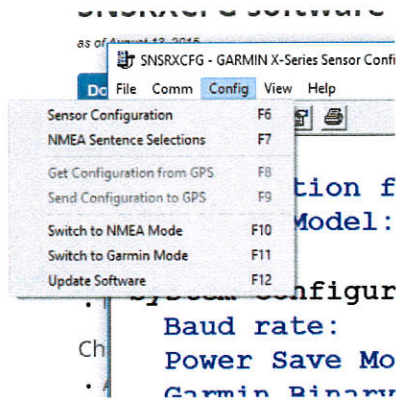 SNSRXCFG software
as of August 13, 2015
SNSRXCFG - GARMIN X-Series Sensor Confi
File Comm Config View Help
Sensor Configuration F6
NMEA Sentence Selections F7
Get Configuration from GPS F8
Send Configuration to GPS F9
Switch to NMEA Mode F10
Switch to Garmin Mode F11
Update Software F12
Model:
Baud rate:
Power Save Mo
Garmin Binary